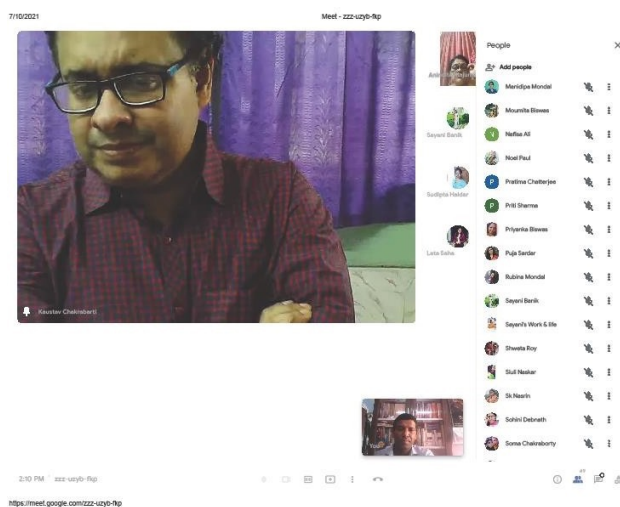 7/10/2021
Meet - zzz-uzyb-fkp
Kaustav Chakrabarti
Sayani Banik
Sudipta Haldar
Lata Saha
People
Add people
Manidipa Mondal
Moumita Biswas
Nafisa Ali
Noel Paul
Pratima Chatterjee
Priti Sharma
Priyanka Biswas
Puja Sardar
Rubina Mondal
Sayani Banik
Sayani's Work & life
Shweta Roy
Siuli Naskar
Sk Nasrin
Sohini Debnath
Soma Chakraborty
2:10 PM
zzz-uzyb-fkp
https://meet.google.com/zzz-uzyb-fkp